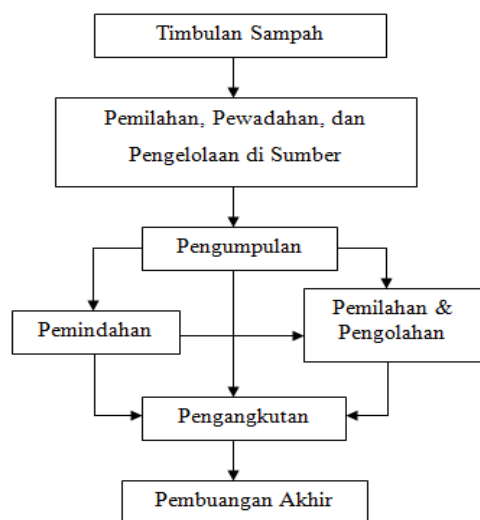 Timbulan Sampah
Pemilahan, Pewadahan, dan
Pengelolaan di Sumber
Pengumpulan
Pemindahan
Pemilahan &
Pengolahan
Pengangkutan
Pembuangan Akhir